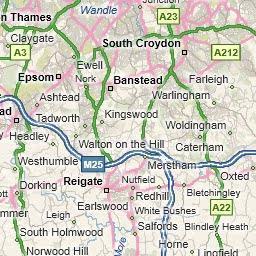 Wandle
n Thames
A23
Claygate
A3
South Croydon
A212
Ewell
Nork
Epsom
Banstead
Farleigh
Ashtead
Warlingham
Tadworth
Kingswood
Woldingham
ad
Headley
Walton on the Hill
Caterham
Westhumble
M25
Merstham
Oxted
Dorking
Reigate
Nutfield
Bletchingley
Redhill
Earlswood
White Bushes
A22
Leigh
Mole
Salfords
Blindley Heath
South Holmwood
Horne
Norwood Hill
Lingfield